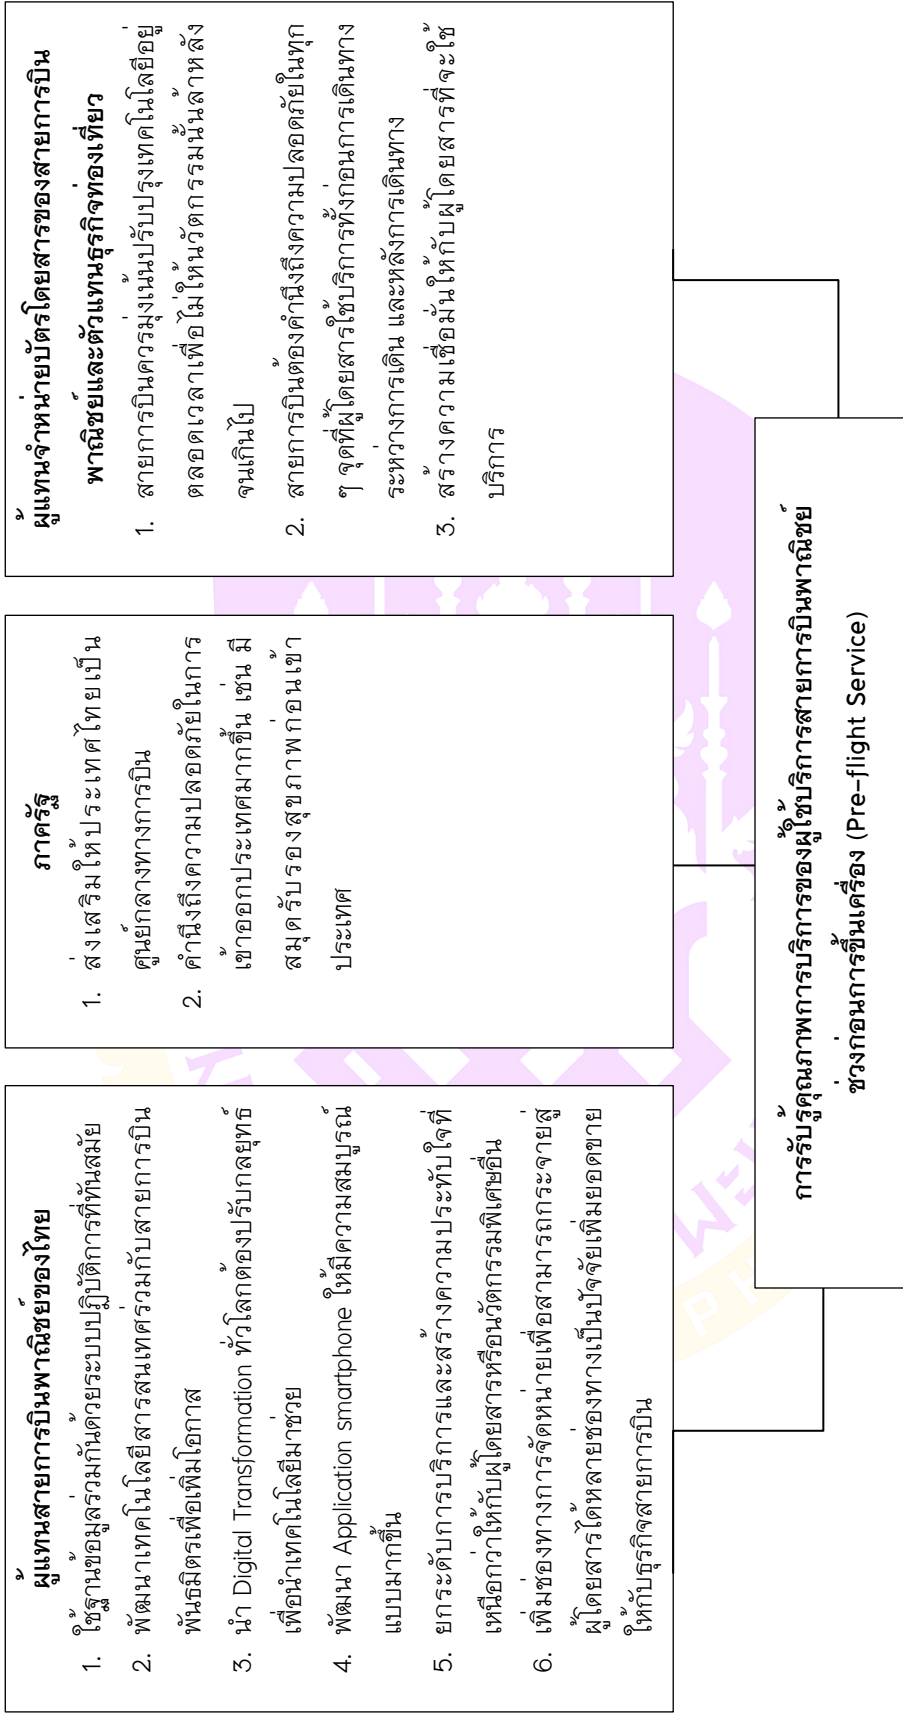 ผู้แทนสายการบินพาณิชย์ของไทย
1. ใช้ฐานข้อมูลร่วมกันด้วยระบบปฏิบัติการที่ทันสมัย
2. พัฒนาเทคโนโลยีสารสนเทศร่วมกับสายการบิน
พันธมิตรเพื่อเพิ่มโอกาส
3. นำ Digital Transformation ทั่วโลกต้องปรับกลยุทธ์
เพื่อนำเทคโนโลยีมาช่วย
4. พัฒนา Application smartphone ให้มีความสมบูรณ์
แบบมากขึ้น
5. ยกระดับการบริการและสร้างความประทับใจที่
เหนือกว่าให้กับผู้โดยสารหรือนวัตกรรมพิเศษอื่น
6. เพิ่มช่องทางการจัดหน่ายเพื่อสามารถกระจายสู่
ผู้โดยสารได้หลายช่องทางเป็นปัจจัยเพิ่มยอดขาย
ให้กับธุรกิจสายการบิน
ภาครัฐ
1. ส่งเสริมให้ประเทศไทยเป็น
ศูนย์กลางทางการบิน
2. คำนึงถึงความปลอดภัยในการ
เข้าออกประเทศมากขึ้น เช่น มี
สมุดรับรองสุขภาพก่อนเข้า
ประเทศ
ผู้แทนจำหน่ายบัตรโดยสารของสายการบิน
พาณิชย์และตัวแทนธุรกิจท่องเที่ยว
1. สายการบินควรมุ่งเน้นปรับปรุงเทคโนโลยีอยู่
ตลอดเวลาเพื่อไม่ให้นวัตกรรมนั้นล้าหลัง
จนเกินไป
2. สายการบินต้องคำนึงถึงความปลอดภัยในทุก
ๆ จุดที่ผู้โดยสารใช้บริการทั้งก่อนการเดินทาง
ระหว่างการเดิน และหลังการเดินทาง
3. สร้างความเชื่อมั่นให้กับผู้โดยสารที่จะใช้
บริการ
การรับรู้คุณภาพการบริการของผู้ใช้บริการสายการบินพาณิชย์
ช่วงก่อนการขึ้นเครื่อง (Pre-flight Service)